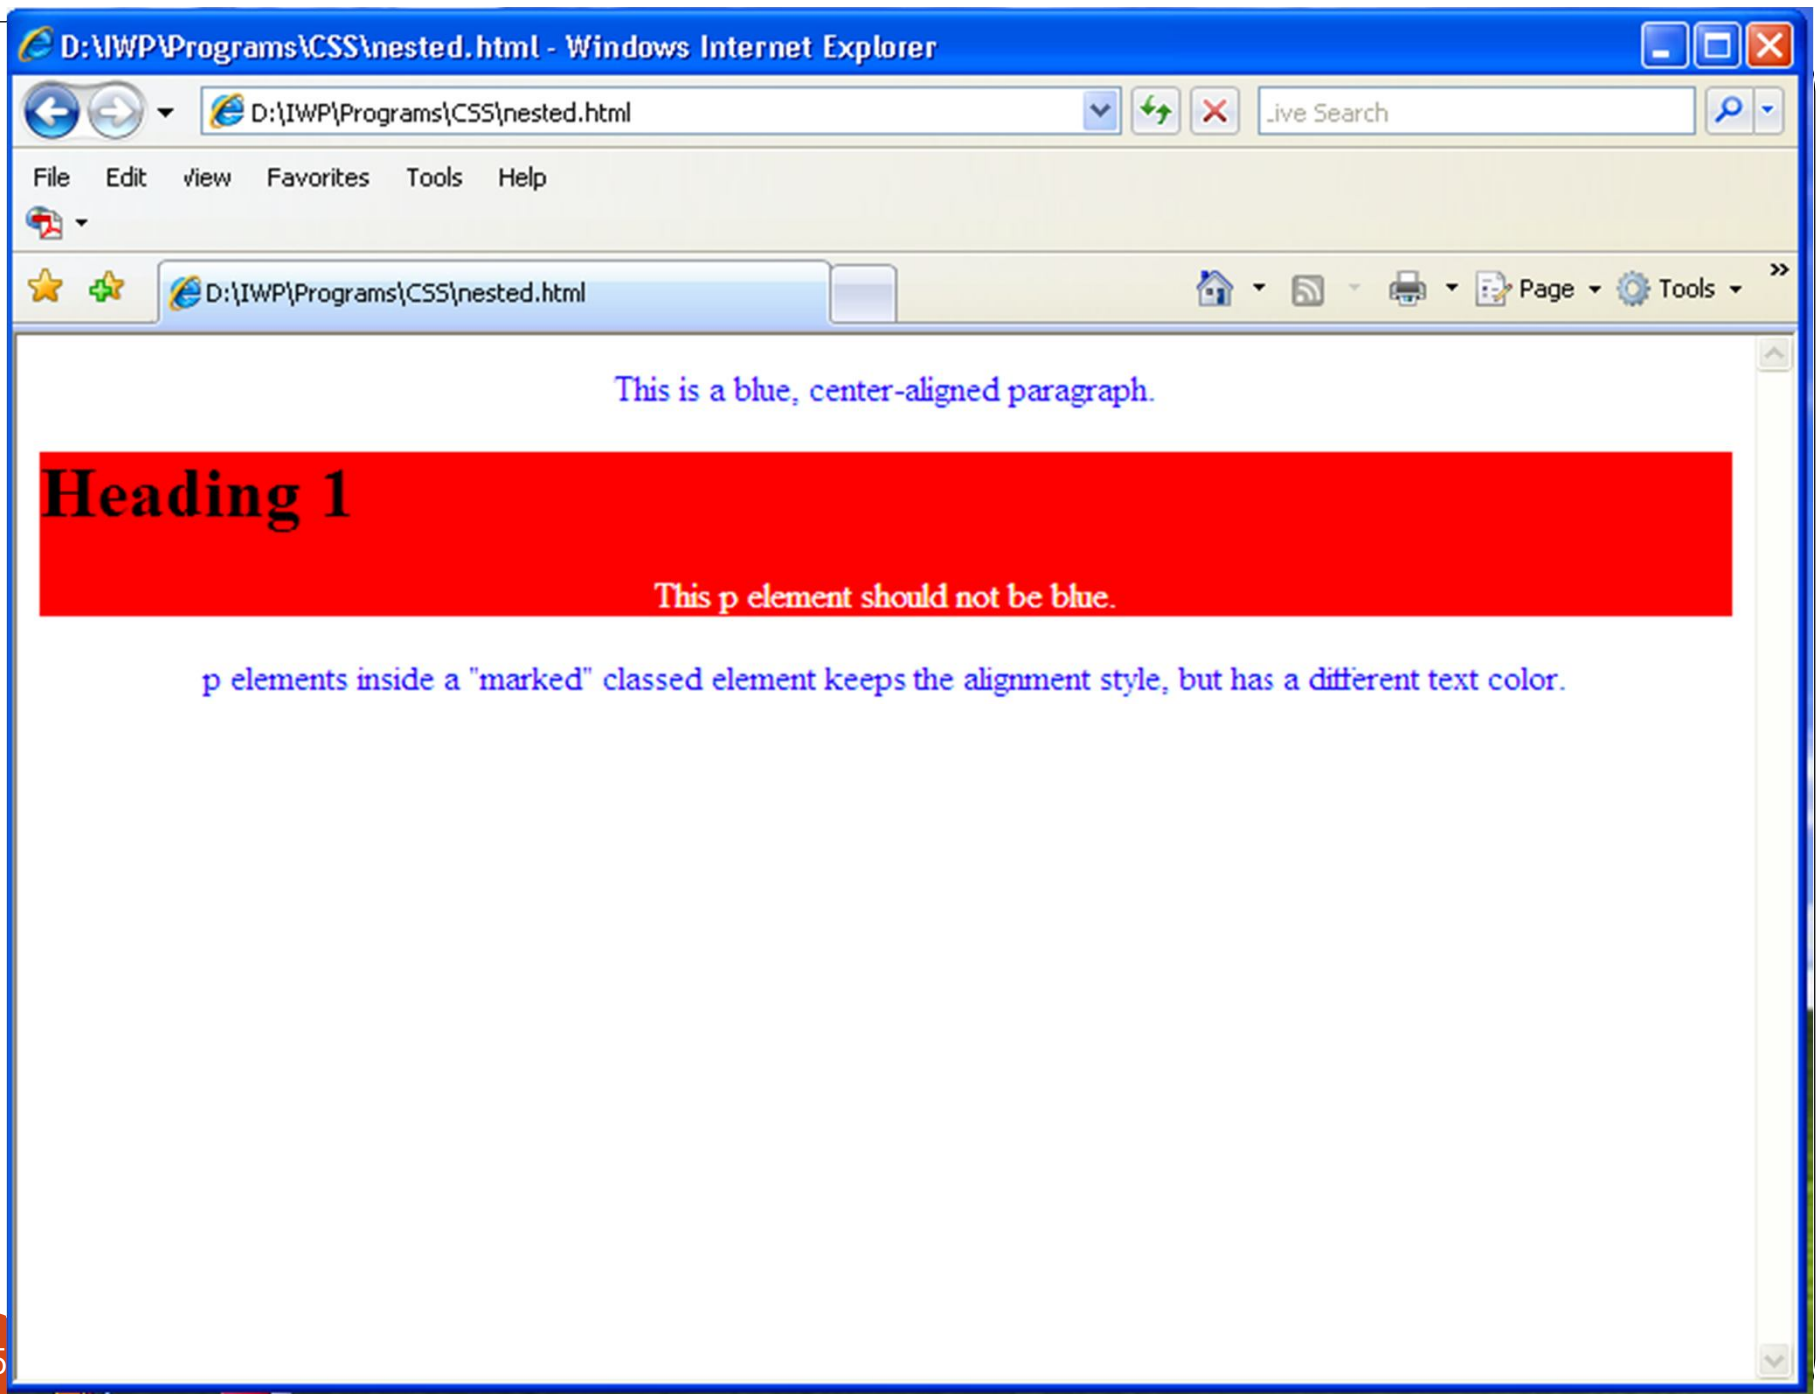 D:\IWP\Programs\CSS\nested.html - Windows Internet Explorer
D:\IWP\Programs\CSS\nested.html
Live Search
File Edit View Favorites Tools Help
D:\IWP\Programs\CSS\nested.html
Page Tools »
This is a blue, center-aligned paragraph.
Heading 1
This p element should not be blue.
p elements inside a "marked" classed element keeps the alignment style, but has a different text color.
5